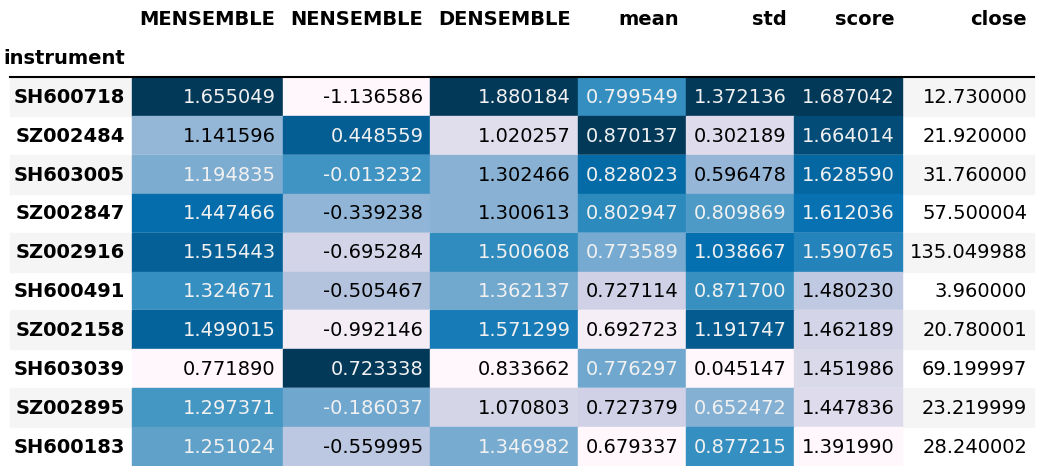 MENSEMBLE NENSEMBLE DENSEMBLE mean std score close
instrument
SH600718 1.655049 -1.136586 1.880184 0.799549 1.372136 1.687042 12.730000
SZ002484 1.141596 0.448559 1.020257 0.870137 0.302189 1.664014 21.920000
SH603005 1.194835 -0.013232 1.302466 0.828023 0.596478 1.628590 31.760000
SZ002847 1.447466 -0.339238 1.300613 0.802947 0.809869 1.612036 57.500004
SZ002916 1.515443 -0.695284 1.500608 0.773589 1.038667 1.590765 135.049988
SH600491 1.324671 -0.505467 1.362137 0.727114 0.871700 1.480230 3.960000
SZ002158 1.499015 -0.992146 1.571299 0.692723 1.191747 1.462189 20.780001
SH603039 0.771890 0.723338 0.833662 0.776297 0.045147 1.451986 69.199997
SZ002895 1.297371 -0.186037 1.070803 0.727379 0.652472 1.447836 23.219999
SH600183 1.251024 -0.559995 1.346982 0.679337 0.877215 1.391990 28.240002